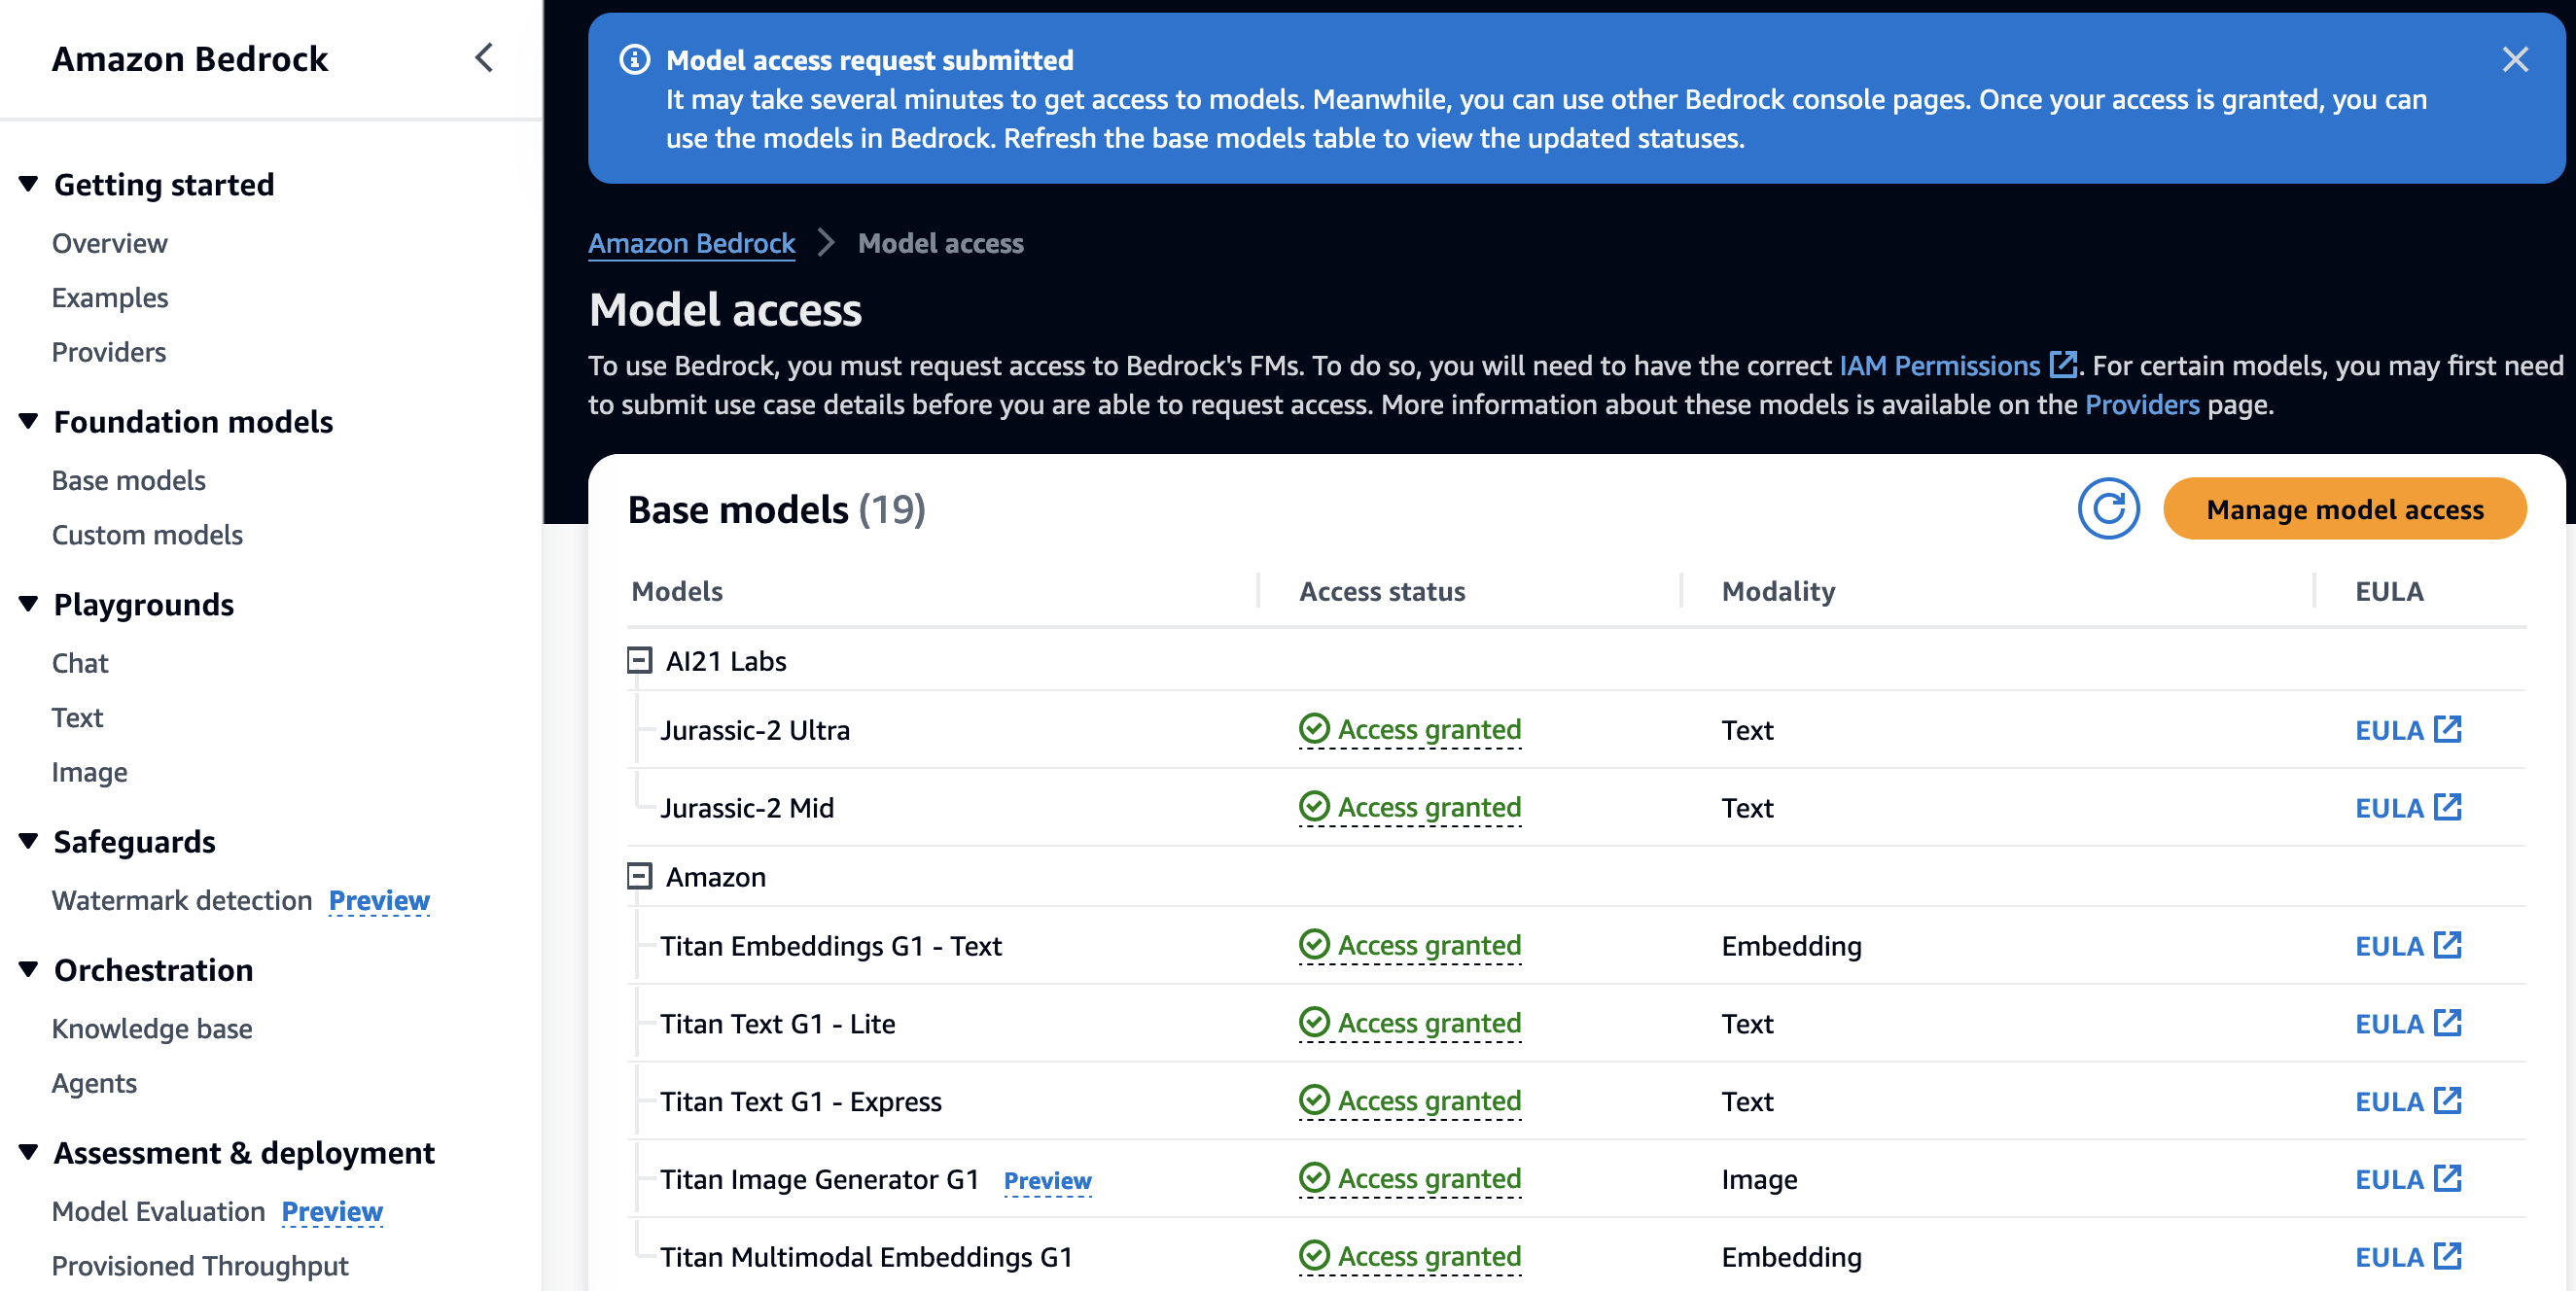 Amazon Bedrock
Getting started
Overview
Examples
Providers
Foundation models
Base models
Custom models
Playgrounds
Chat
Text
Image
Safeguards
Watermark detection Preview
Orchestration
Knowledge base
Agents
Assessment & deployment
Model Evaluation Preview
Provisioned Throughput
Model access request submitted
It may take several minutes to get access to models. Meanwhile, you can use other Bedrock console pages. Once your access is granted, you can
use the models in Bedrock. Refresh the base models table to view the updated statuses.
Amazon Bedrock Model access
Model access
To use Bedrock, you must request access to Bedrock's FMs. To do so, you will need to have the correct IAM Permissions . For certain models, you may first need
to submit use case details before you are able to request access. More information about these models is available on the Providers page.
Base models (19) Manage model access
Models Access status Modality EULA
AI21 Labs
Jurassic-2 Ultra Access granted Text EULA
Jurassic-2 Mid Access granted Text EULA
Amazon
Titan Embeddings G1 - Text Access granted Embedding EULA
Titan Text G1 - Lite Access granted Text EULA
Titan Text G1 - Express Access granted Text EULA
Titan Image Generator G1 Preview Access granted Image EULA
Titan Multimodal Embeddings G1 Access granted Embedding EULA